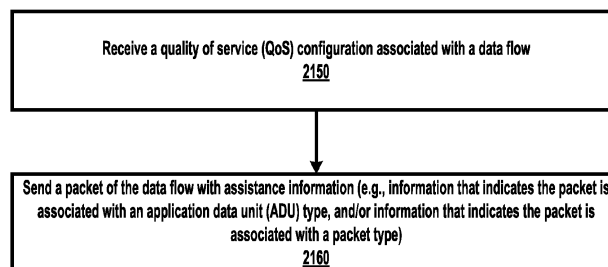 Receive a quality of service (QoS) configuration associated with a data flow
2150
Send a packet of the data flow with assistance information (e.g., information that indicates the packet is
associated with an application data unit (ADU) type, and/or information that indicates the packet is
associated with a packet type)
2160